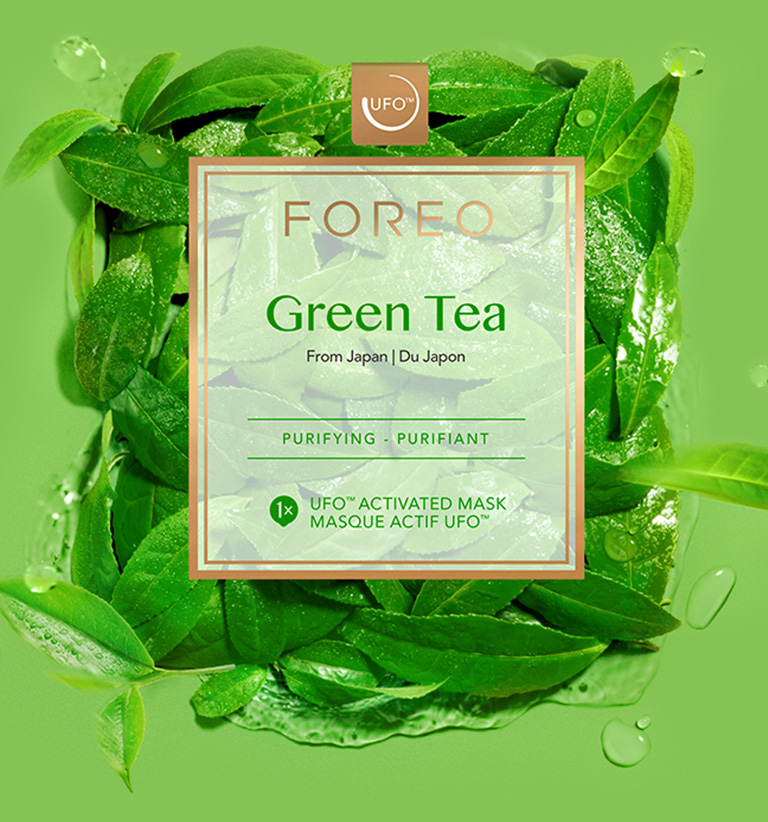 UFO™
FOREO
Green Tea
From Japan | Du Japon
PURIFYING - PURIFIANT
1x UFO™ ACTIVATED MASK
MASQUE ACTIF UFO™